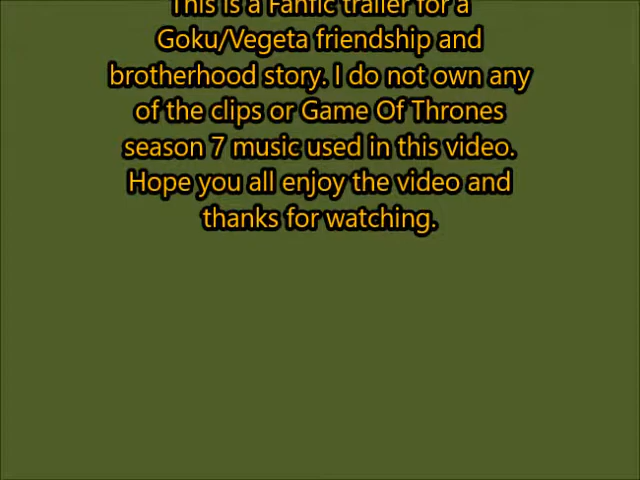 This is a Fanfic trailer for a
Goku/Vegeta friendship and
brotherhood story. I do not own any
of the clips or Game Of Thrones
season 7 music used in this video.
Hope you all enjoy the video and
thanks for watching.